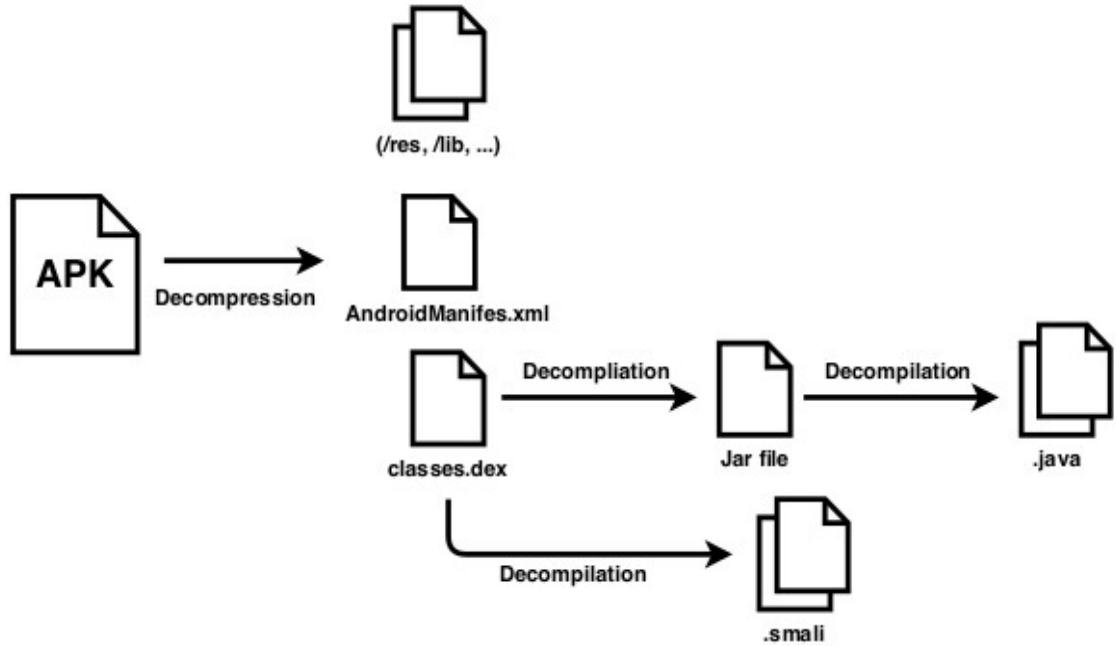 (/res, /lib, ...)
APK
Decompression
AndroidManifes.xml
Decompliation
Decompilation
classes.dex
Jar file
.java
Decompilation
.smali